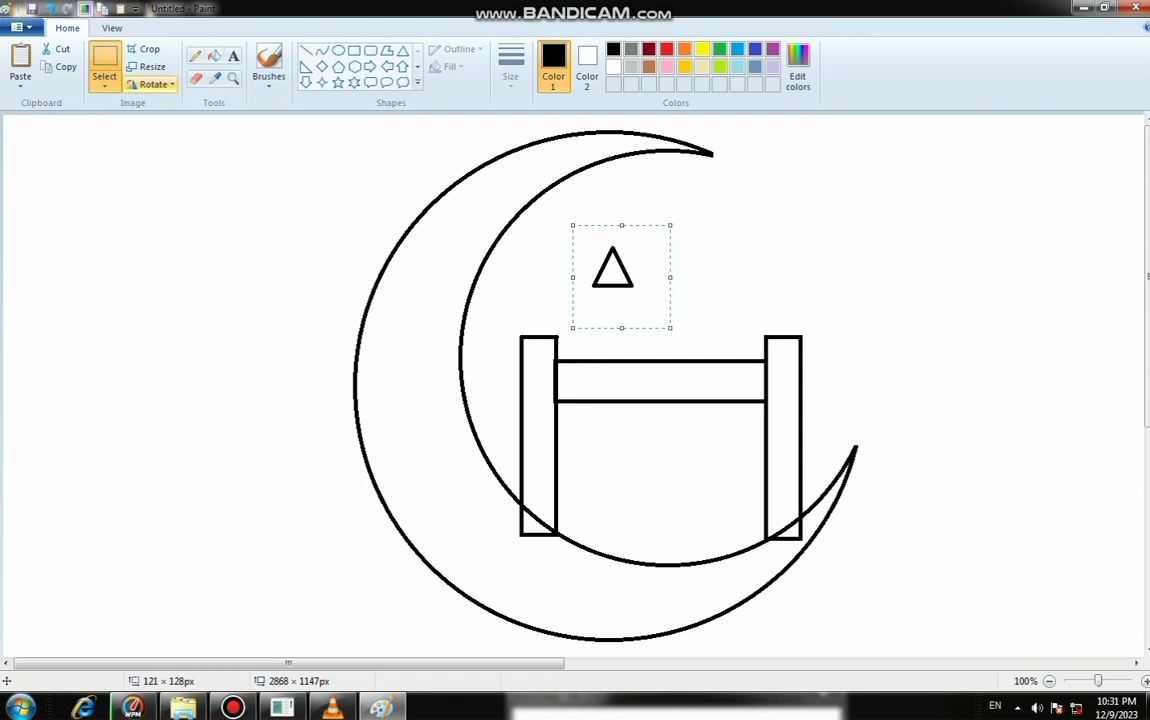 Untitled - Paint
www.BANDICAM.com
Home View
Paste
Cut
Copy
Clipboard
Select
Crop
Resize
Rotate
Image
A
Tools
Brushes
Outline
Fill
Shapes
Size
Color
1
Color
2
Edit
colors
Colors
121 × 128px
2868 × 1147px
100%
WPM
EN
10:31 PM
12/9/2023